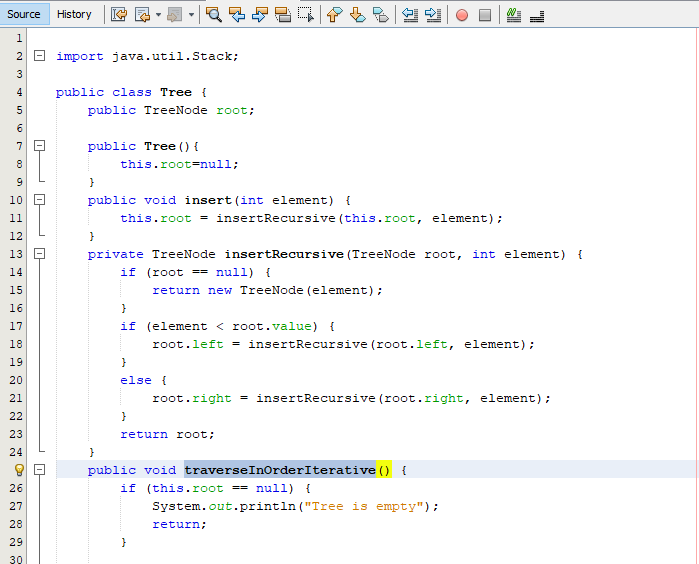 Source History
1
2 import java.util.Stack;
3
4 public class Tree {
5 public TreeNode root;
6
7 public Tree(){
8 this.root=null;
9 }
10 public void insert(int element) {
11 this.root = insertRecursive(this.root, element);
12 }
13 private TreeNode insertRecursive(TreeNode root, int element) {
14 if (root == null) {
15 return new TreeNode(element);
16 }
17 if (element < root.value) {
18 root.left = insertRecursive(root.left, element);
19 }
20 else {
21 root.right = insertRecursive(root.right, element);
22 }
23 return root;
24 }
public void traverseInOrderIterative() {
26 if (this.root == null) {
27 System.out.println("Tree is empty");
28 return;
29 }
30